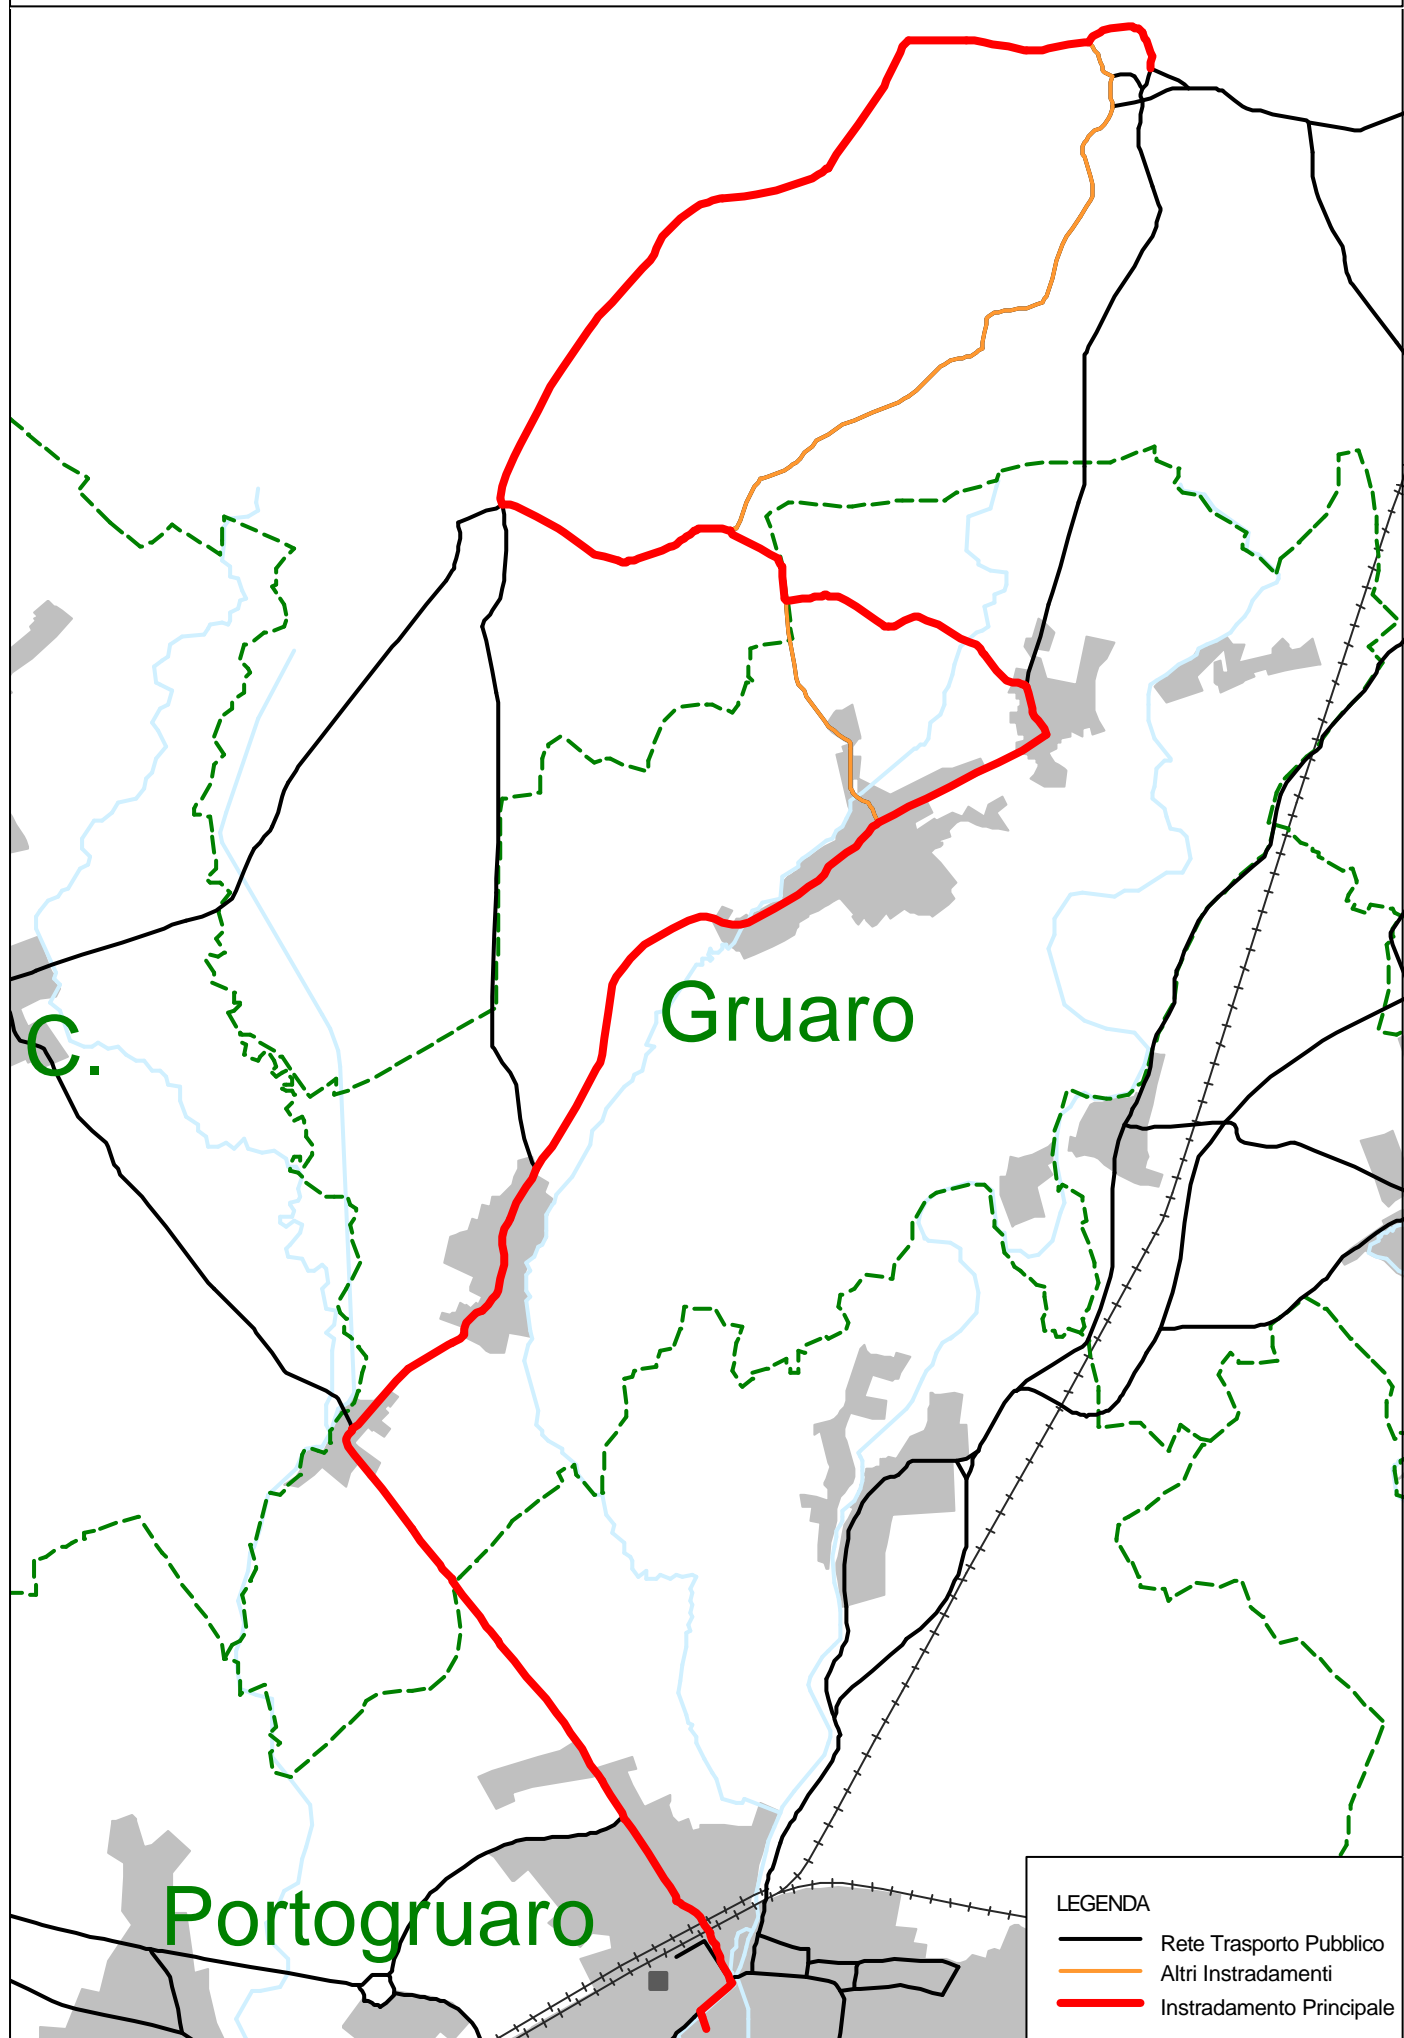 Gruaro
C.
Portogruaro
LEGENDA
Rete Trasporto Pubblico
Altri Instradamenti
Instradamento Principale